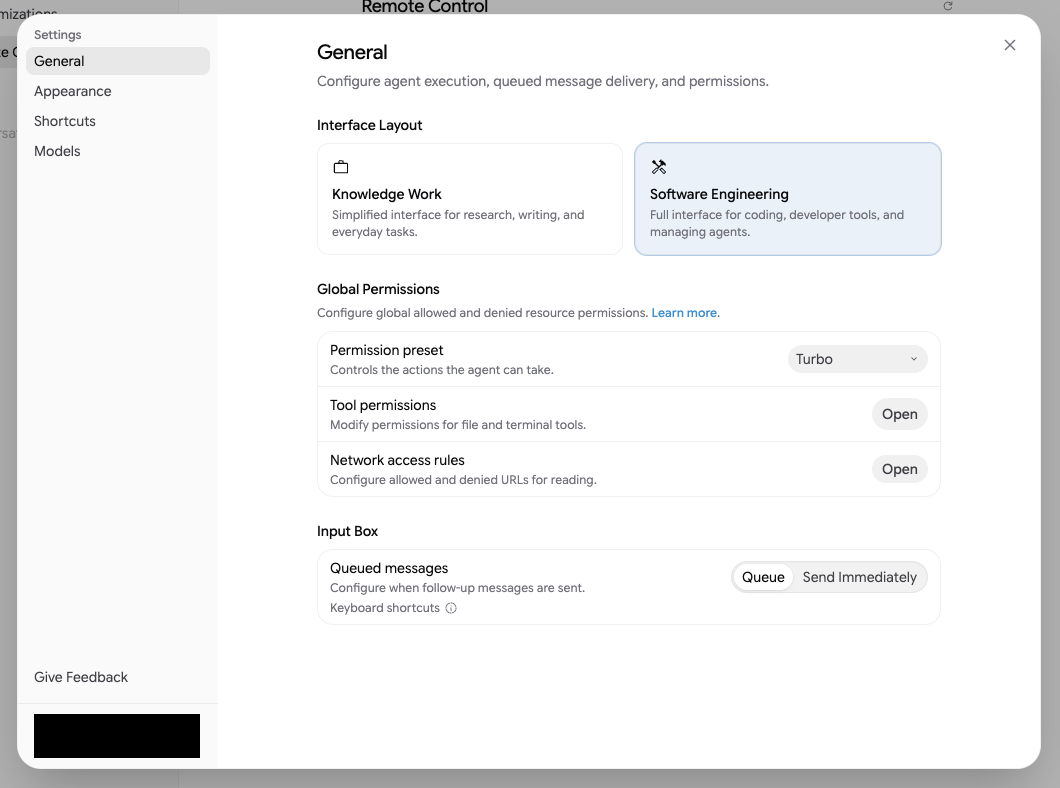 mizations
Remote Control
Settings
General
Appearance
Shortcuts
Models
General
Configure agent execution, queued message delivery, and permissions.
Interface Layout
Knowledge Work
Simplified interface for research, writing, and
everyday tasks.
Software Engineering
Full interface for coding, developer tools, and
managing agents.
Global Permissions
Configure global allowed and denied resource permissions. Learn more.
Permission preset
Controls the actions the agent can take.
Turbo
Tool permissions
Modify permissions for file and terminal tools.
Open
Network access rules
Configure allowed and denied URLs for reading.
Open
Input Box
Queued messages
Configure when follow-up messages are sent.
Keyboard shortcuts
Queue
Send Immediately
Give Feedback